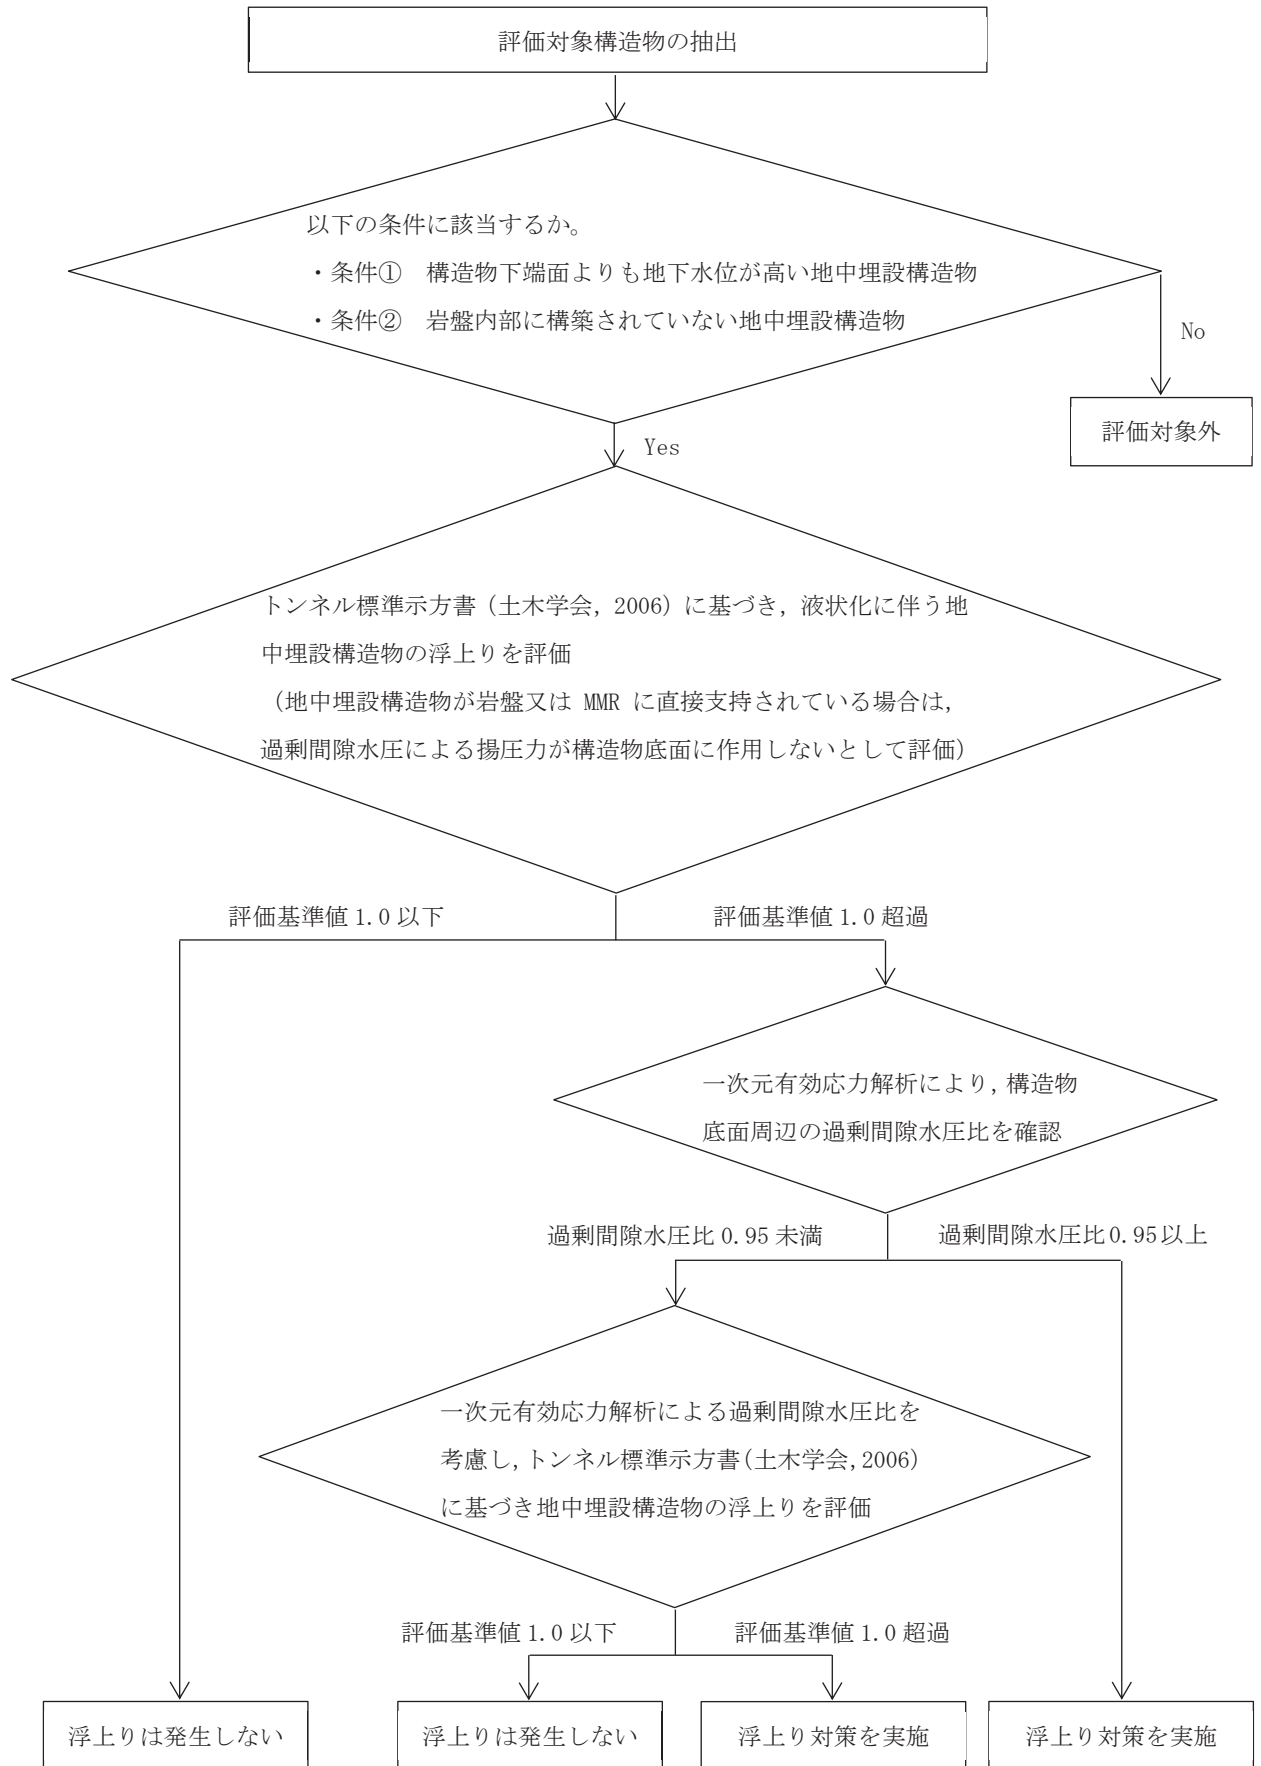 評価対象構造物の抽出
以下の条件に該当するか。
・条件① 構造物下端面よりも地下水位が高い地中埋設構造物
・条件② 岩盤内部に構築されていない地中埋設構造物
No
評価対象外
Yes
トンネル標準示方書（土木学会, 2006）に基づき, 液状化に伴う地
中埋設構造物の浮上りを評価
（地中埋設構造物が岩盤又は MMR に直接支持されている場合は,
過剰間隙水圧による揚圧力が構造物底面に作用しないとして評価）
評価基準値 1.0 以下
評価基準値 1.0 超過
一次元有効応力解析により, 構造物
底面周辺の過剰間隙水圧比を確認
過剰間隙水圧比 0.95 未満
過剰間隙水圧比 0.95 以上
一次元有効応力解析による過剰間隙水圧比を
考慮し, トンネル標準示方書（土木学会, 2006）
に基づき地中埋設構造物の浮上りを評価
評価基準値 1.0 以下
評価基準値 1.0 超過
浮上りは発生しない
浮上りは発生しない
浮上り対策を実施
浮上り対策を実施